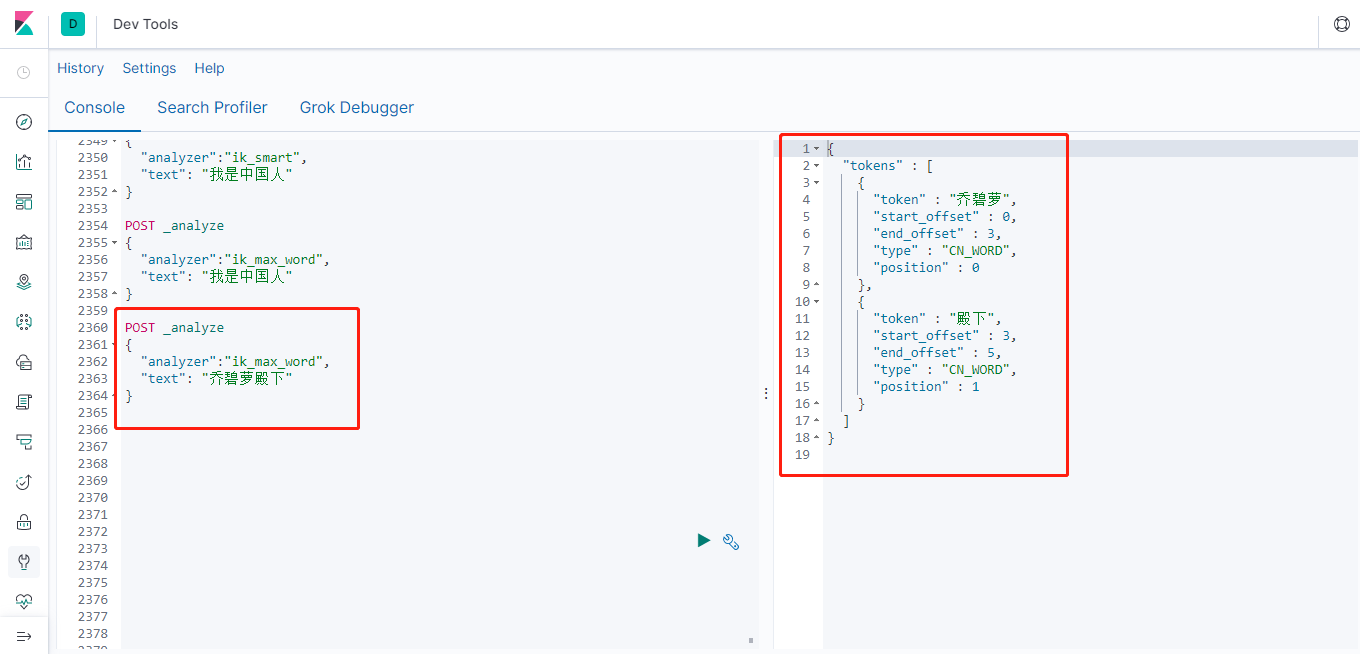 D
Dev Tools
History Settings Help
Console Search Profiler Grok Debugger
2349 {
2350 "analyzer":"ik_smart",
2351 "text": "我是中国人"
2352 }
2353
2354 POST _analyze
2355 {
2356 "analyzer":"ik_max_word",
2357 "text": "我是中国人"
2358 }
2359
2360 POST _analyze
2361 {
2362 "analyzer":"ik_max_word",
2363 "text": "乔碧萝殿下"
2364 }
2365
2366
2367
2368
2369
2370
2371
2372
2373
2374
2375
2376
2377
2378
2379
1 {
2 "tokens" : [
3 {
4 "token" : "乔碧萝",
5 "start_offset" : 0,
6 "end_offset" : 3,
7 "type" : "CN_WORD",
8 "position" : 0
9 },
10 {
11 "token" : "殿下",
12 "start_offset" : 3,
13 "end_offset" : 5,
14 "type" : "CN_WORD",
15 "position" : 1
16 }
17 ]
18 }
19